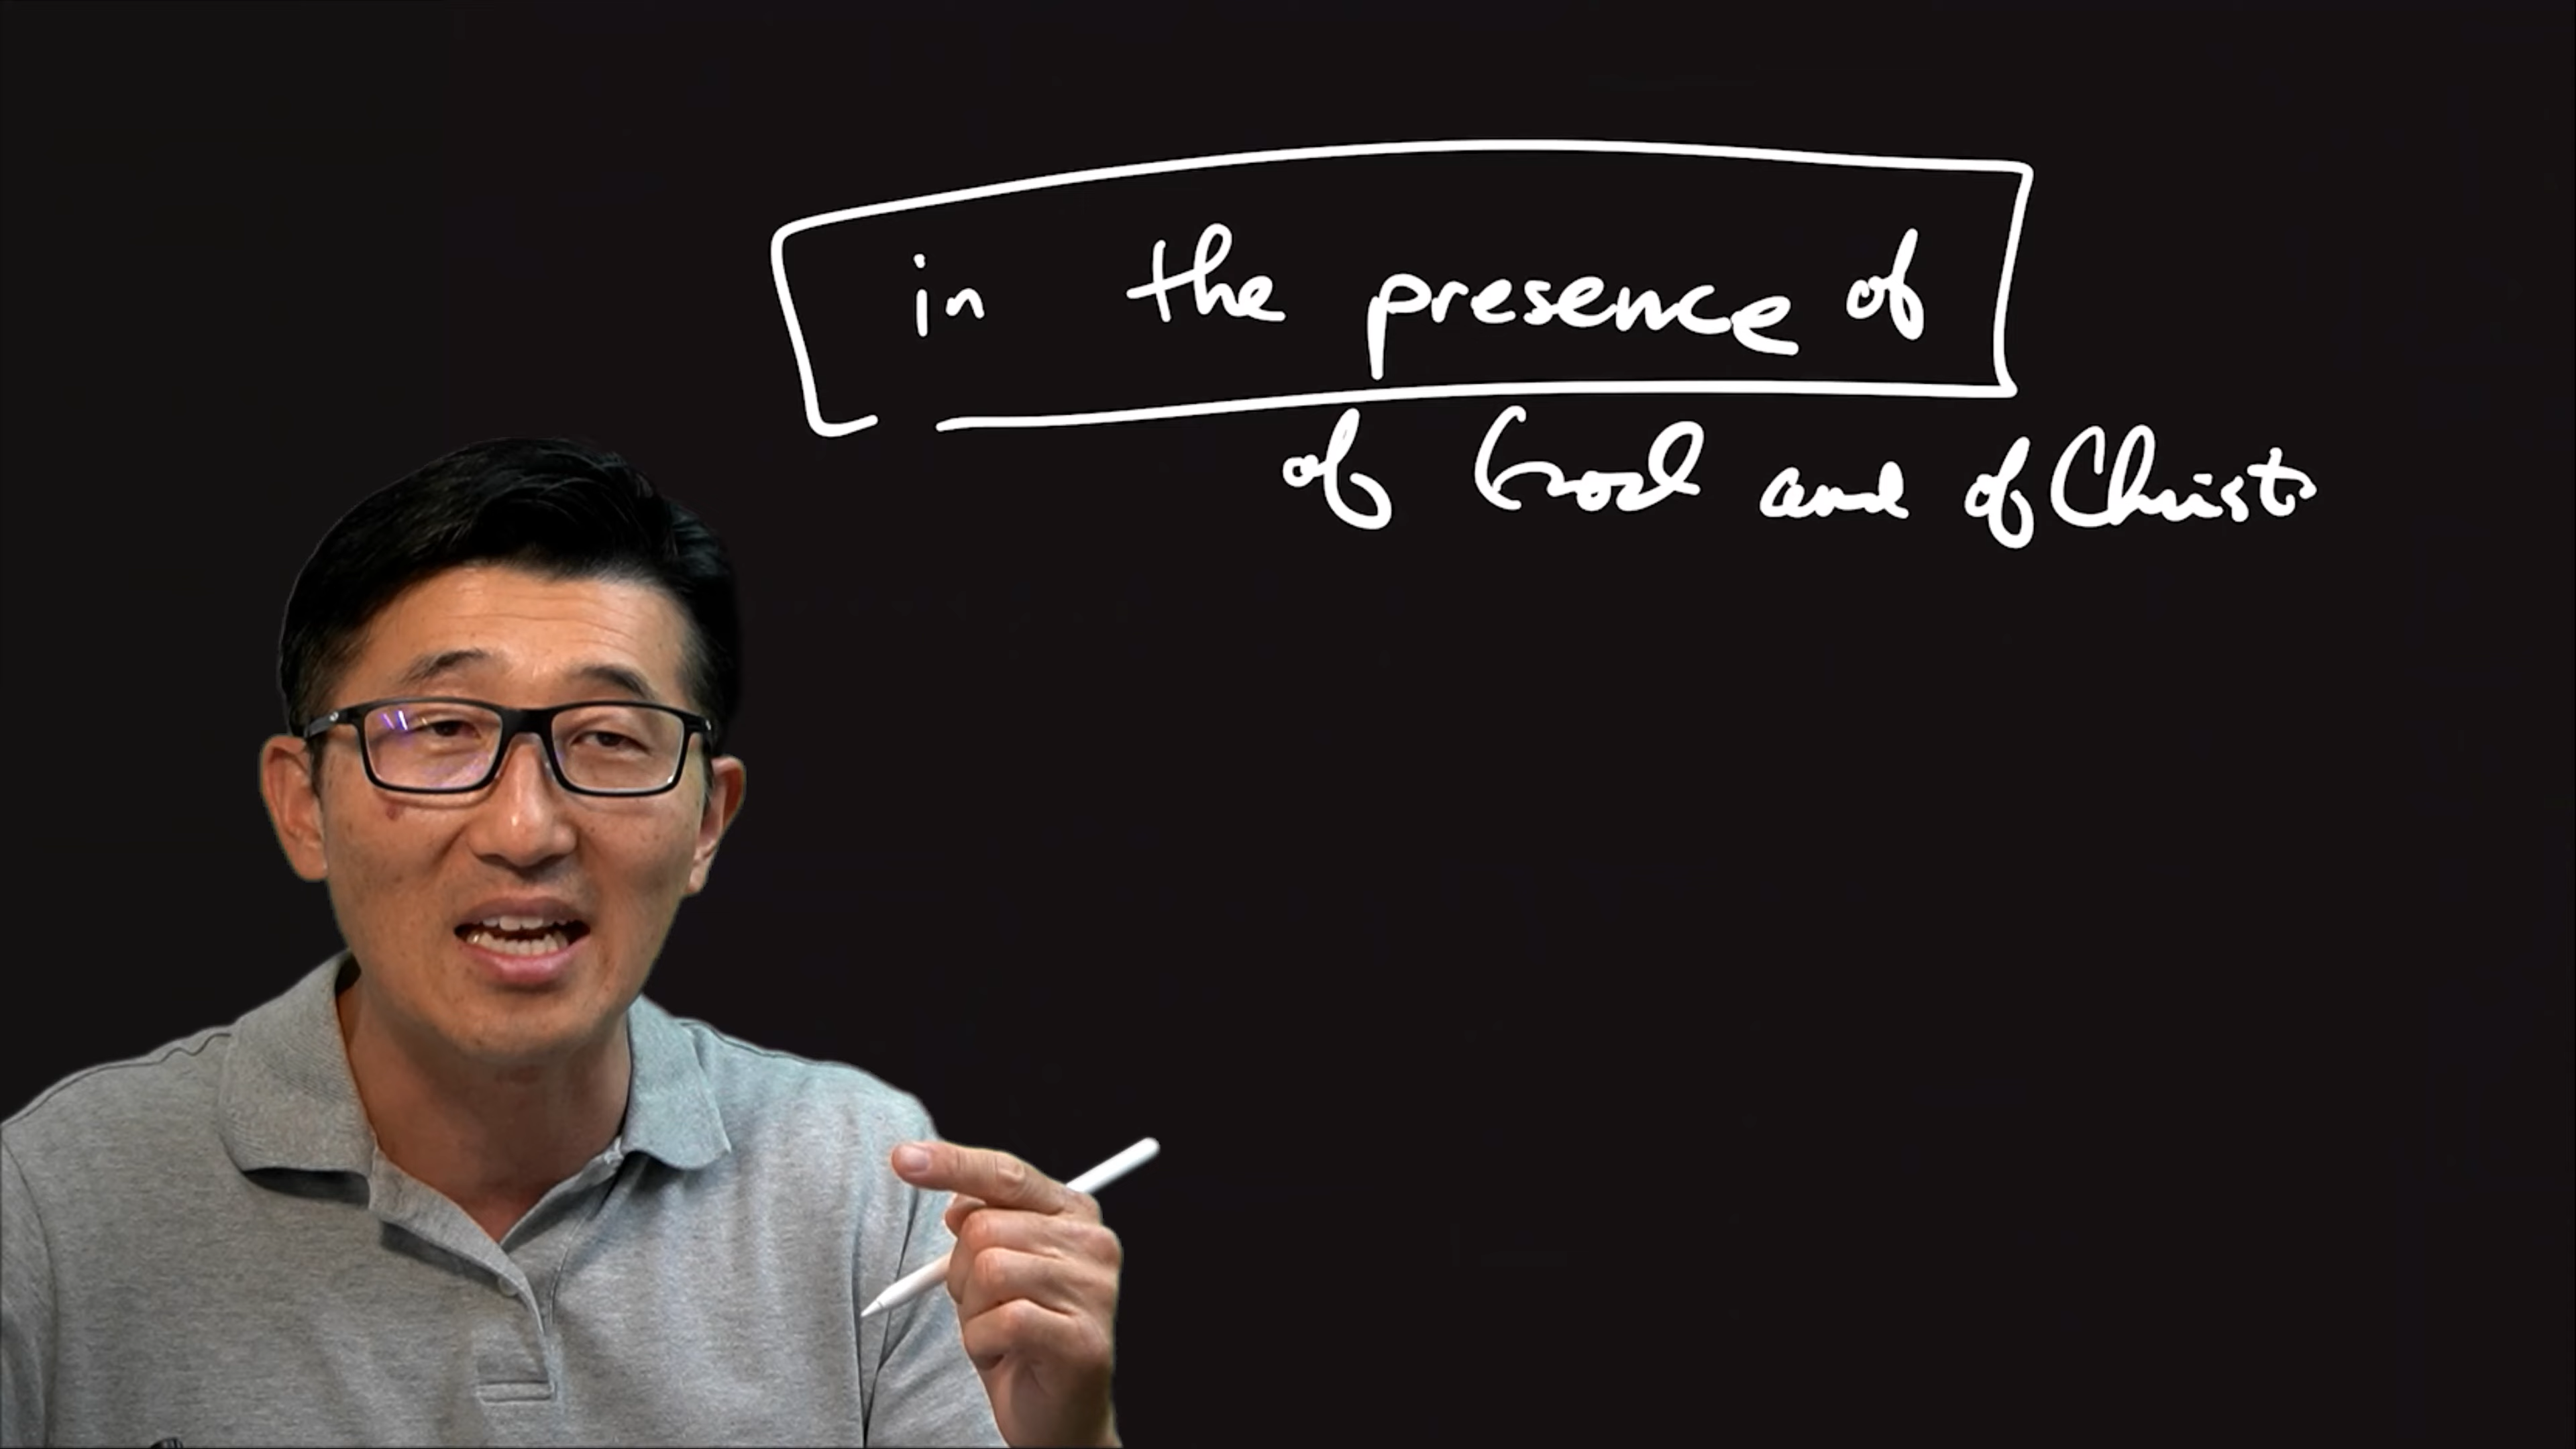 in the presence of
of God and of Christ